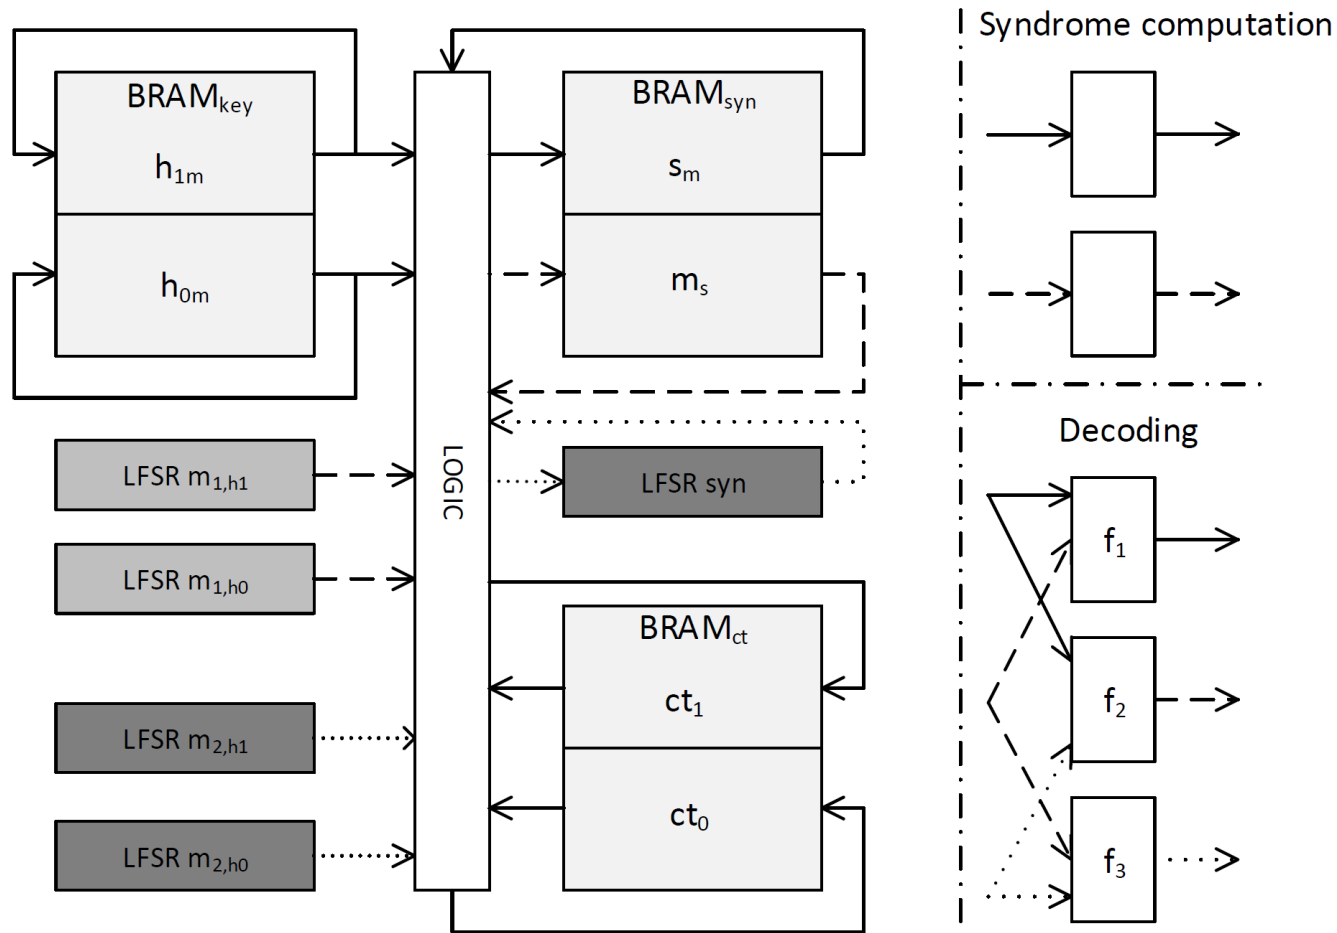 Syndrome computation
BRAMkey
h1m
h0m
LOGIC
BRAMsyn
sm
ms
LFSR m1,h1
LFSR m1,h0
LFSR m2,h1
LFSR m2,h0
LFSR syn
BRAMct
ct1
ct0
Decoding
f1
f2
f3